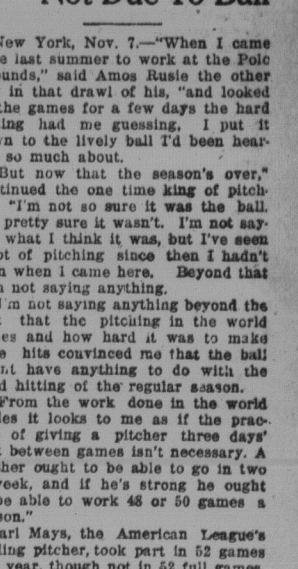 Not Due To Ball
New York, Nov. 7.—"When I came
e last summer to work at the Polo
ounds," said Amos Rusie the other
in that drawl of his, "and looked
the games for a few days the hard
ing had me guessing. I put it
n to the lively ball I'd been hear-
so much about.
But now that the season's over,"
tinued the one time king of pitch-
"I'm not so sure it was the ball.
pretty sure it wasn't. I'm not say-
what I think it was, but I've seen
ot of pitching since then I hadn't
n when I came here. Beyond that
not saying anything.
I'm not saying anything beyond the
that the pitching in the world
es and how hard it was to make
e hits convinced me that the ball
n't have anything to do with the
d hitting of the regular season.
From the work done in the world
ies it looks to me as if the prac-
of giving a pitcher three days'
between games isn't necessary. A
cher ought to be able to go in two
week, and if he's strong he ought
be able to work 48 or 50 games a
son."
arl Mays, the American League's
ling pitcher, took part in 52 games
year, though not in 52 full games